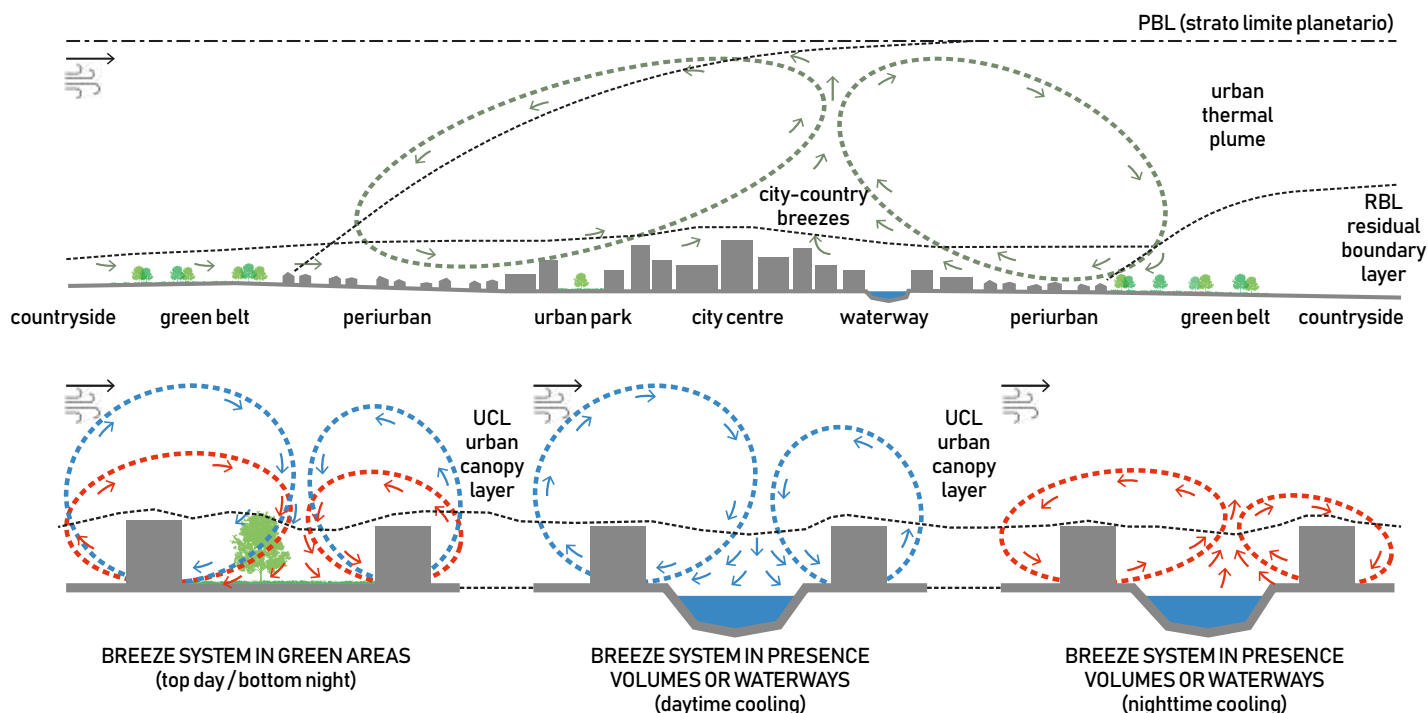 PBL (strato limite planetario)
urban
thermal
plume
city-country
breezes
RBL
residual
boundary
layer
countryside
green belt
periurban
urban park
city centre
waterway
periurban
green belt
countryside
UCL
urban
canopy
layer
UCL
urban
canopy
layer
BREEZE SYSTEM IN GREEN AREAS
(top day / bottom night)
BREEZE SYSTEM IN PRESENCE
VOLUMES OR WATERWAYS
(daytime cooling)
BREEZE SYSTEM IN PRESENCE
VOLUMES OR WATERWAYS
(nighttime cooling)